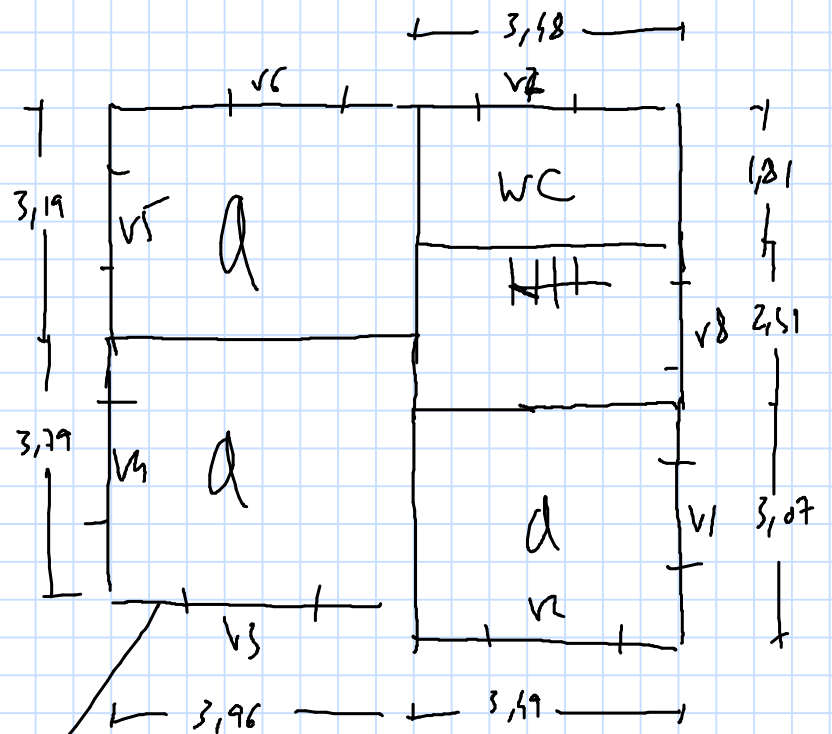 3,48
V6 V7
1,81
WC
3,19
V5 d
V8 2,51
3,79
V4 d
d V1 3,07
V2
V3
3,96 3,49